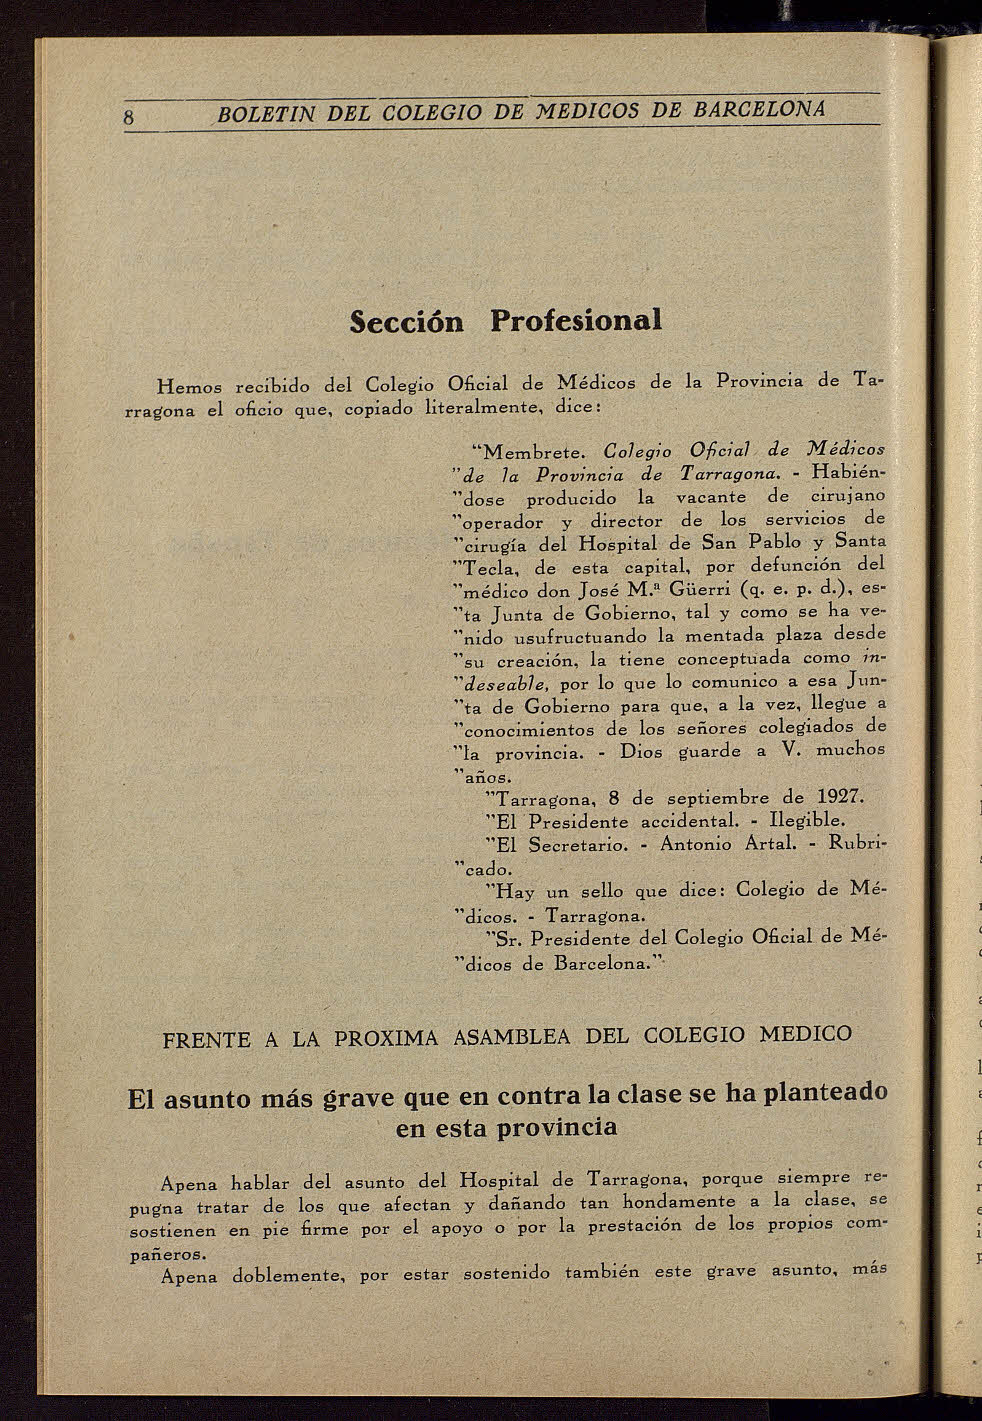 8 BOLETIN DEL COLEGIO DE MEDICOS DE BARCELONA
Sección Profesional
Hemos recibido del Colegio Oficial de Médicos de la Provincia de Ta-
rragona el oficio que, copiado literalmente, dice:
“Membrete. Colegio Oficial de Médicos
”de la Provincia de Tarragona. - Habién-
”dose producido la vacante de cirujano
”operador y director de los servicios de
”cirugía del Hospital de San Pablo y Santa
”Tecla, de esta capital, por defunción del
”médico don José M.ª Güerri (q. e. p. d.), es-
”ta Junta de Gobierno, tal y como se ha ve-
”nido usufructuando la mentada plaza desde
”su creación, la tiene conceptuada como in-
”deseable, por lo que lo comunico a esa Jun-
”ta de Gobierno para que, a la vez, llegue a
”conocimientos de los señores colegiados de
”la provincia. - Dios guarde a V. muchos
”años.
”Tarragona, 8 de septiembre de 1927.
”El Presidente accidental. - Ilegible.
”El Secretario. - Antonio Artal. - Rubri-
”cado.
”Hay un sello que dice: Colegio de Mé-
”dicos. - Tarragona.
”Sr. Presidente del Colegio Oficial de Mé-
”dicos de Barcelona.”
FRENTE A LA PROXIMA ASAMBLEA DEL COLEGIO MEDICO
El asunto más grave que en contra la clase se ha planteado
en esta provincia
Apena hablar del asunto del Hospital de Tarragona, porque siempre re-
pugna tratar de los que afectan y dañando tan hondamente a la clase, se
sostienen en pie firme por el apoyo o por la prestación de los propios com-
pañeros.
Apena doblemente, por estar sostenido también este grave asunto, más